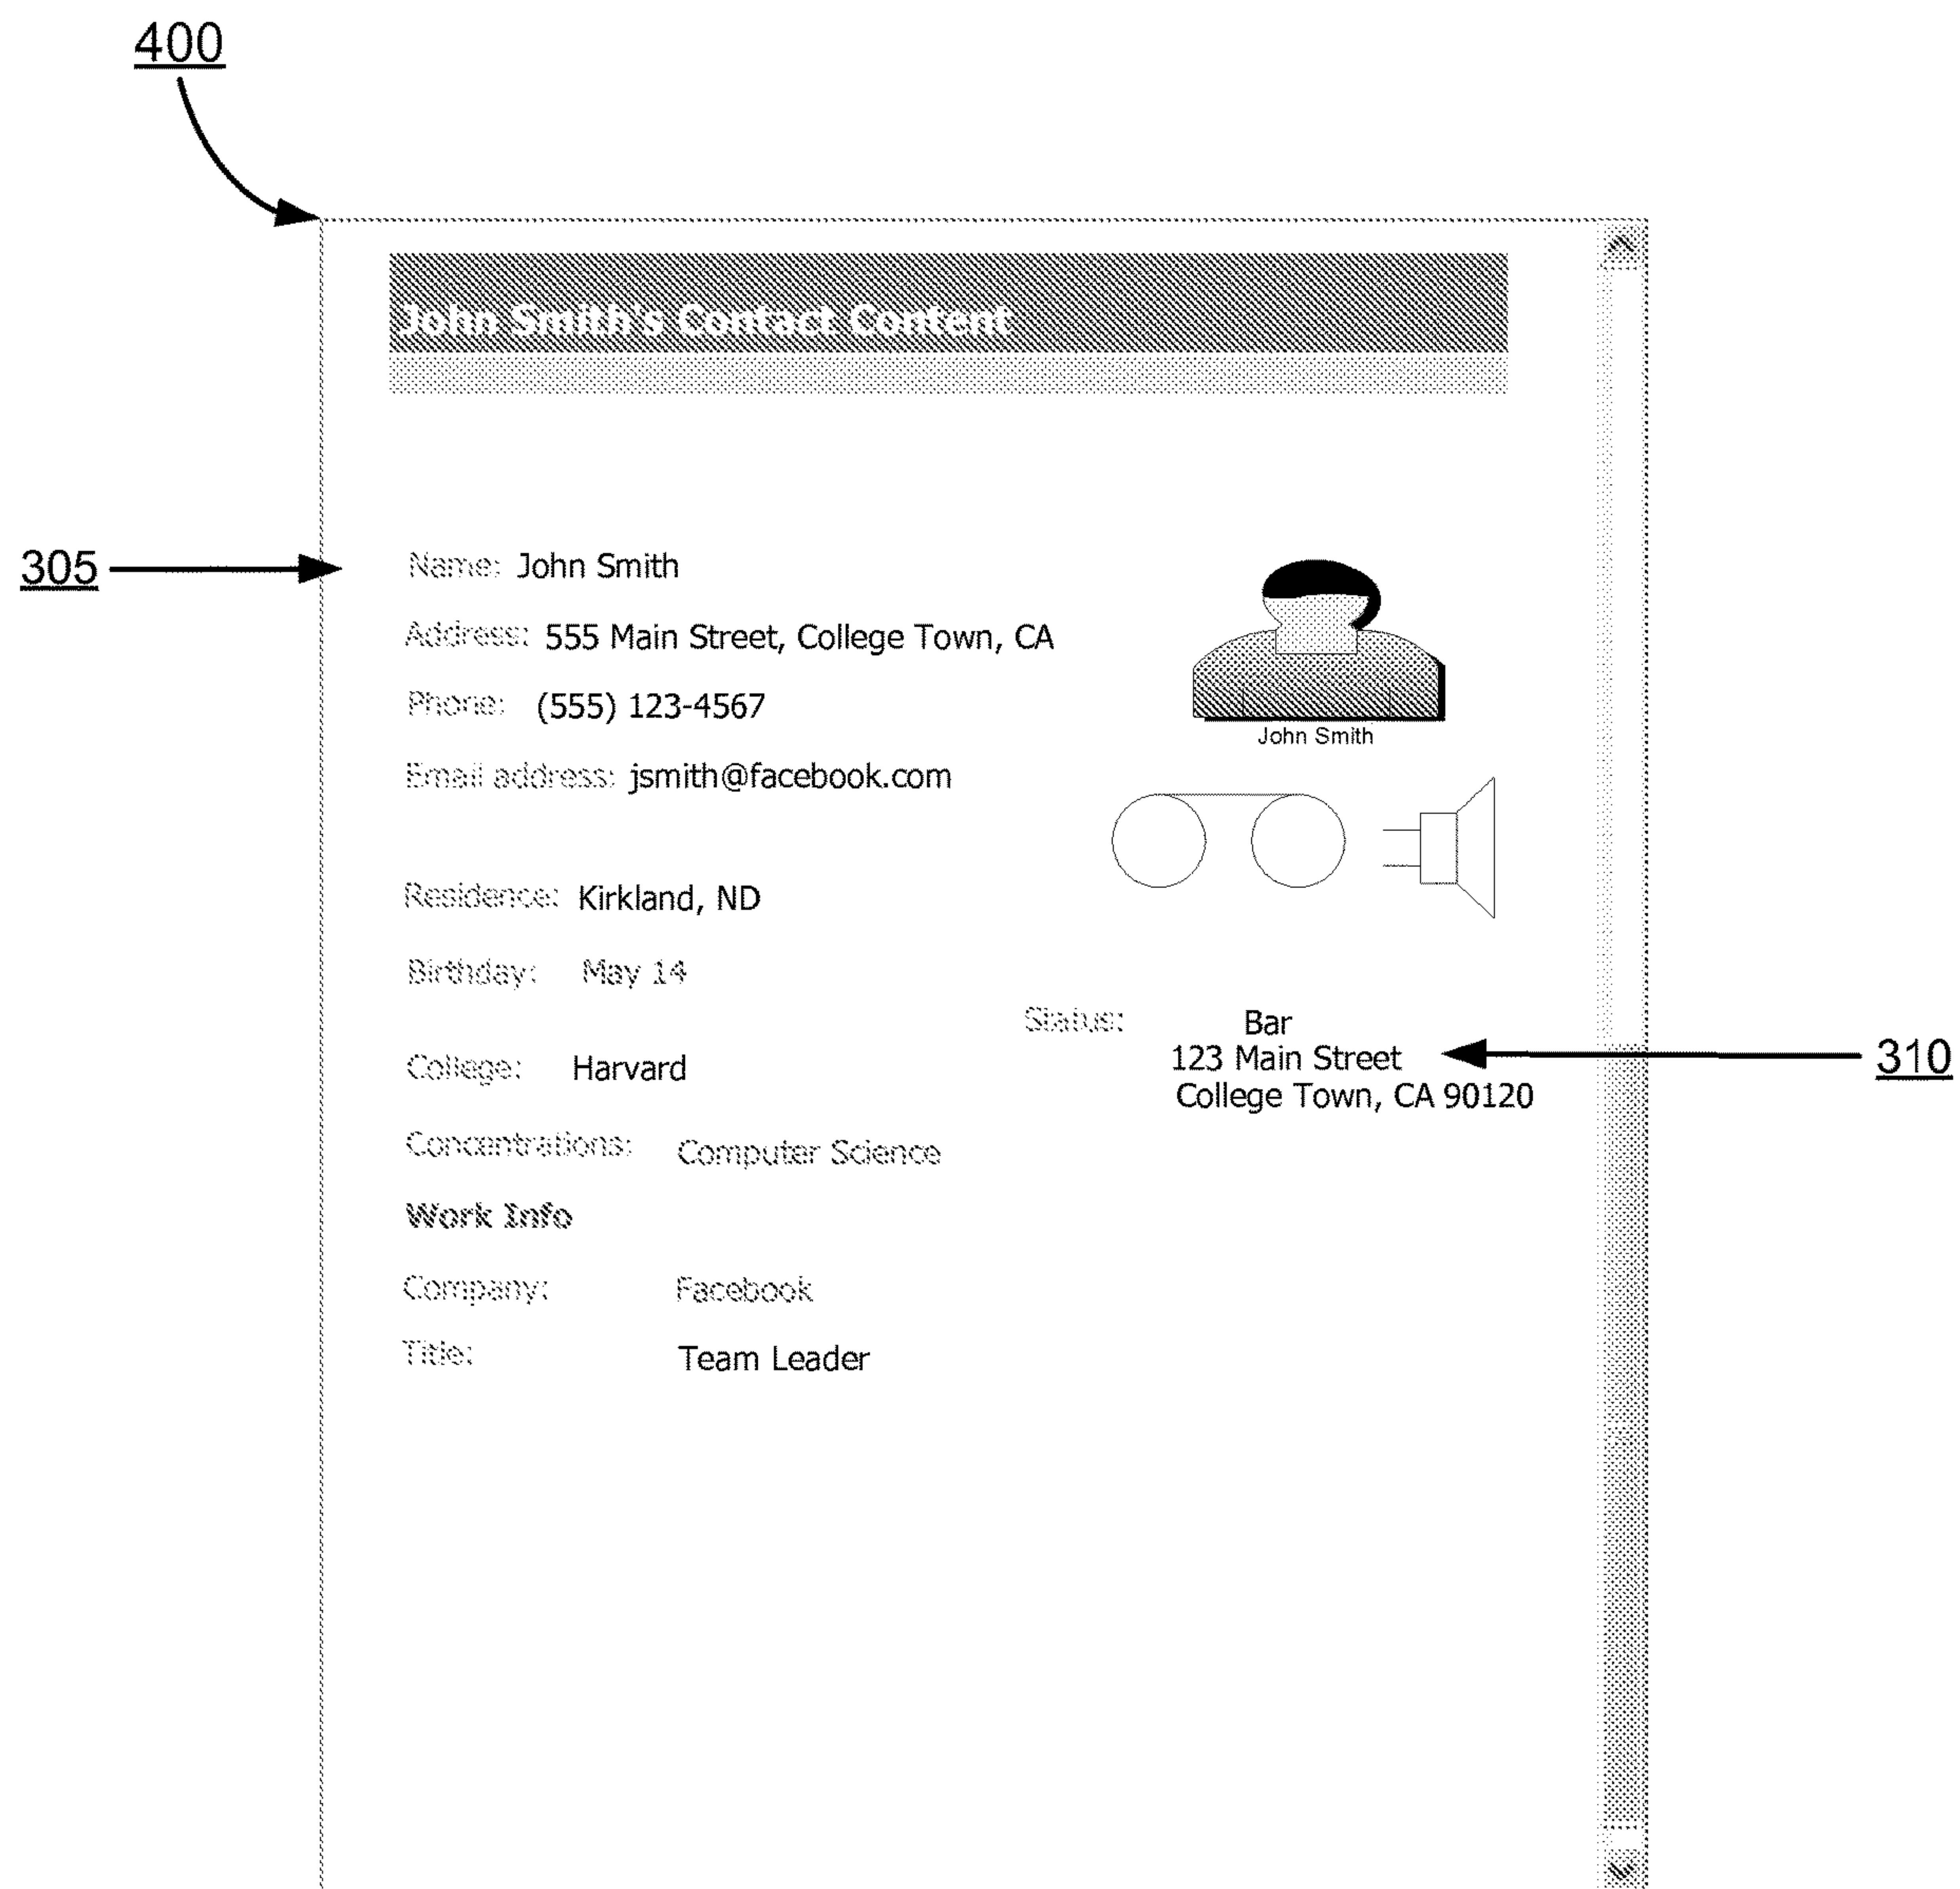 400
John Smith's Contact Content
305
Name: John Smith
Address: 555 Main Street, College Town, CA
Phone: (555) 123-4567
John Smith
Email address: jsmith@facebook.com
Residence: Kirkland, ND
Birthday: May 14
Status: Bar
123 Main Street
310
College Town, CA 90120
College: Harvard
Concentrations: Computer Science
Work Info
Company: Facebook
Title: Team Leader